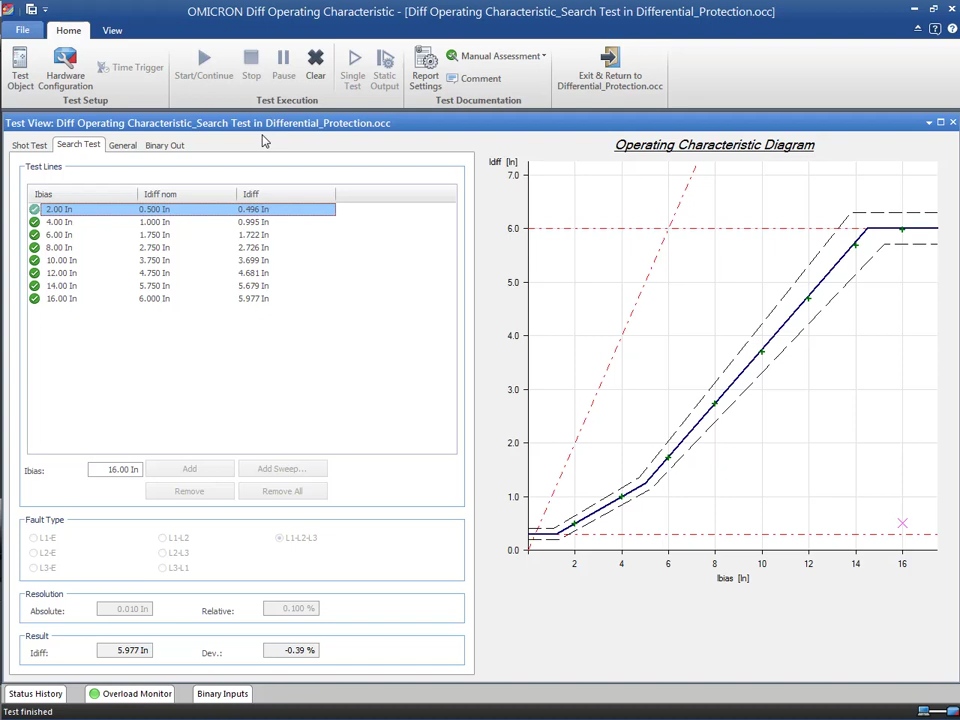 OMICRON Diff Operating Characteristic - [Diff Operating Characteristic_Search Test in Differential_Protection.occ]
File Home View
Test Object
Hardware Configuration
Time Trigger
Test Setup
Start/Continue
Stop
Pause
Clear
Single Test
Static Output
Test Execution
Report Settings
Manual Assessment
Comment
Test Documentation
Exit & Return to Differential_Protection.occ
Test View: Diff Operating Characteristic_Search Test in Differential_Protection.occ
Shot Test Search Test General Binary Out
Test Lines
Ibias Idiff nom Idiff
2.00 In 0.500 In 0.496 In
4.00 In 1.000 In 0.995 In
6.00 In 1.750 In 1.722 In
8.00 In 2.750 In 2.726 In
10.00 In 3.750 In 3.699 In
12.00 In 4.750 In 4.681 In
14.00 In 5.750 In 5.679 In
16.00 In 6.000 In 5.977 In
Ibias: 16.00 In Add Add Sweep...
Remove Remove All
Fault Type
L1-E L1-L2 L1-L2-L3
L2-E L2-L3
L3-E L3-L1
Resolution
Absolute: 0.010 In Relative: 0.100 %
Result
Idiff: 5.977 In Dev.: -0.39 %
Operating Characteristic Diagram
Idiff [In]
7.0
6.0
5.0
4.0
3.0
2.0
1.0
0.0
2 4 6 8 10 12 14 16
Ibias [In]
Status History Overload Monitor Binary Inputs
Test finished